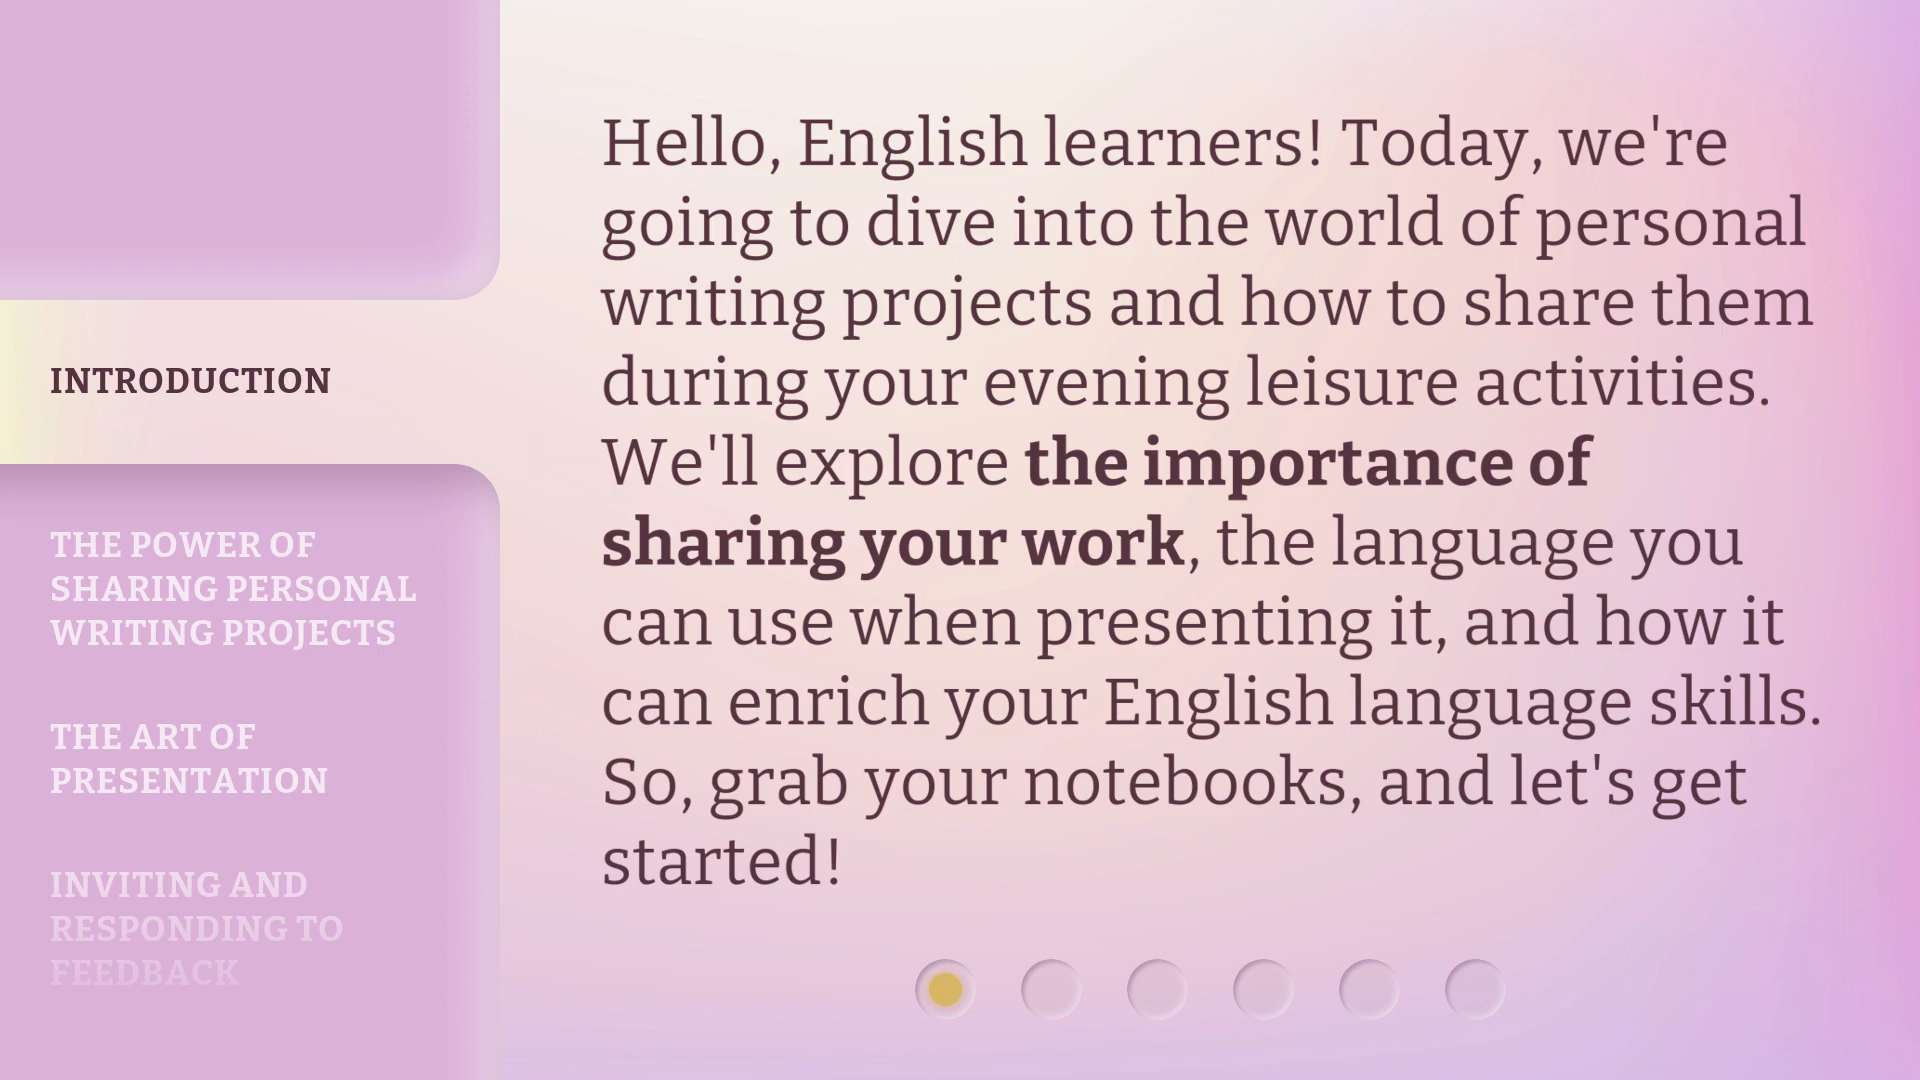 INTRODUCTION
THE POWER OF
SHARING PERSONAL
WRITING PROJECTS
THE ART OF
PRESENTATION
INVITING AND
RESPONDING TO
FEEDBACK
Hello, English learners! Today, we're
going to dive into the world of personal
writing projects and how to share them
during your evening leisure activities.
We'll explore the importance of
sharing your work, the language you
can use when presenting it, and how it
can enrich your English language skills.
So, grab your notebooks, and let's get
started!